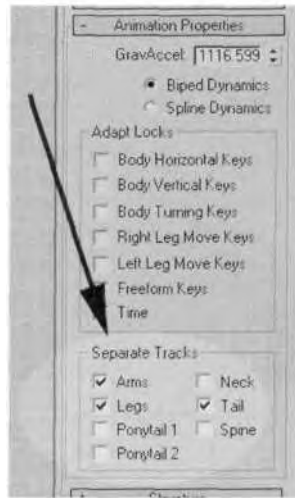 - Animation Properties
GravAccel: 1116.599
Biped Dynamics
Spline Dynamics
Adapt Locks
Body Horizontal Keys
Body Vertical Keys
Body Turning Keys
Right Leg Move Keys
Left Leg Move Keys
Freeform Keys
Time
Separate Tracks
Arms Neck
Legs Tail
Ponytail 1 Spine
Ponytail 2